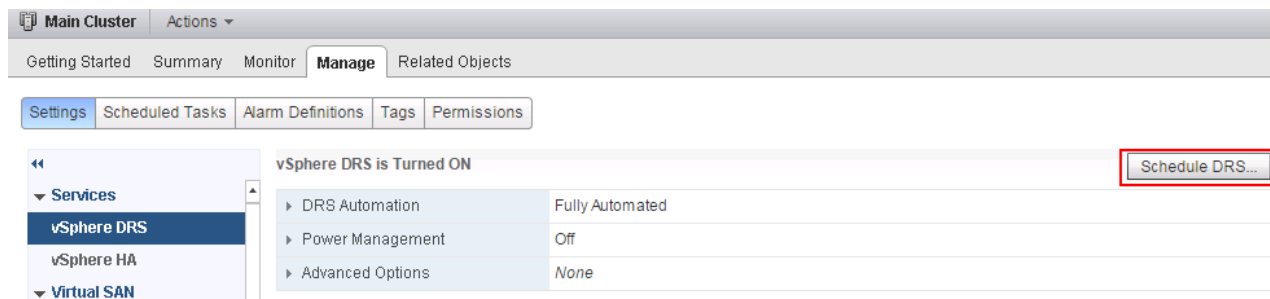 Main Cluster Actions
Getting Started Summary Monitor Manage Related Objects
Settings Scheduled Tasks Alarm Definitions Tags Permissions
vSphere DRS is Turned ON Schedule DRS...
Services
DRS Automation Fully Automated
vSphere DRS
Power Management Off
vSphere HA
Advanced Options None
Virtual SAN